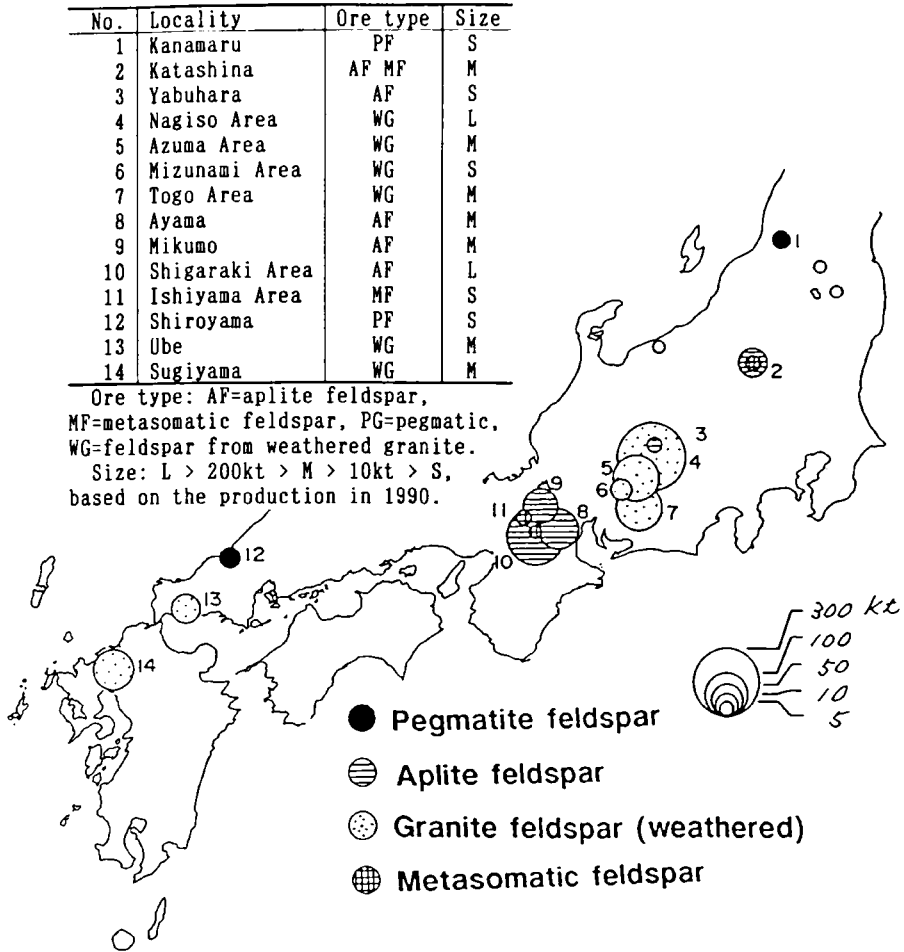 No. Locality Ore type Size
1 Kanamaru PF S
2 Katashina AF MF M
3 Yabuhara AF S
4 Nagiso Area WG L
5 Azuma Area WG M
6 Mizunami Area WG S
7 Togo Area WG M
8 Ayama AF M
9 Mikumo AF M
10 Shigaraki Area AF L
11 Ishiyama Area MF S
12 Shiroyama PF S
13 Ube WG M
14 Sugiyama WG M
Ore type: AF=aplite feldspar,
MF=metasomatic feldspar, PG=pegmatic,
WG=feldspar from weathered granite.
Size: L > 200kt > M > 10kt > S,
based on the production in 1990.
1
2
3
4
5
6
7
9
8
11
10
12
13
14
300 kt
100
50
10
5
Pegmatite feldspar
Aplite feldspar
Granite feldspar (weathered)
Metasomatic feldspar